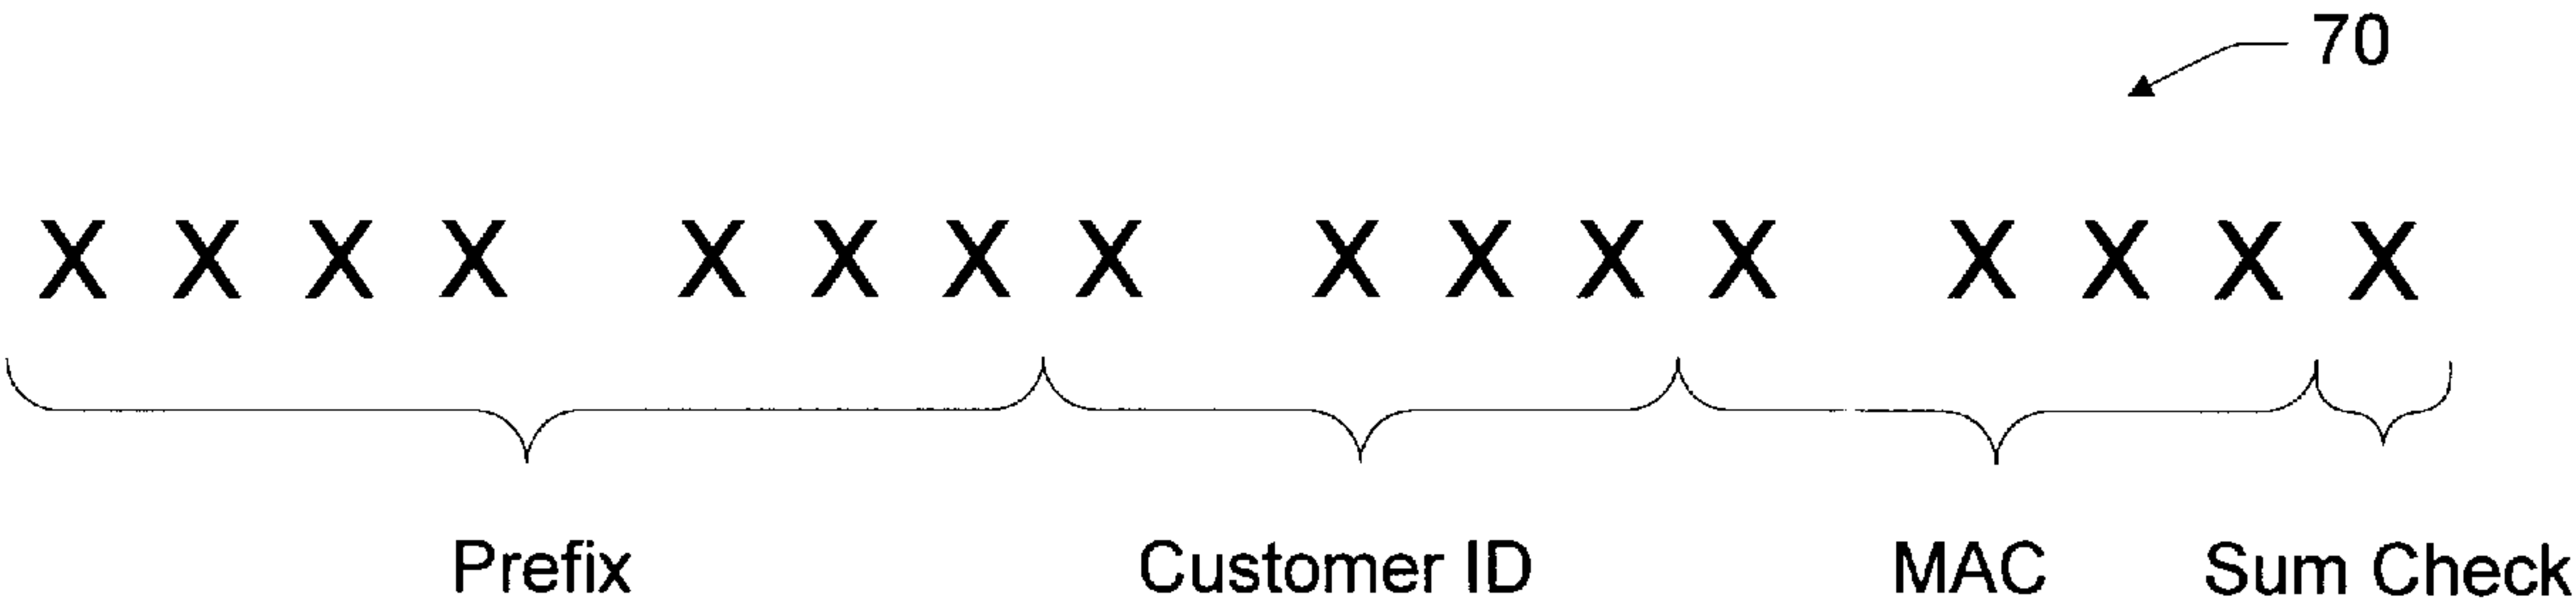 70
X X X X X X X X X X X X X X X X
Prefix Customer ID MAC Sum Check